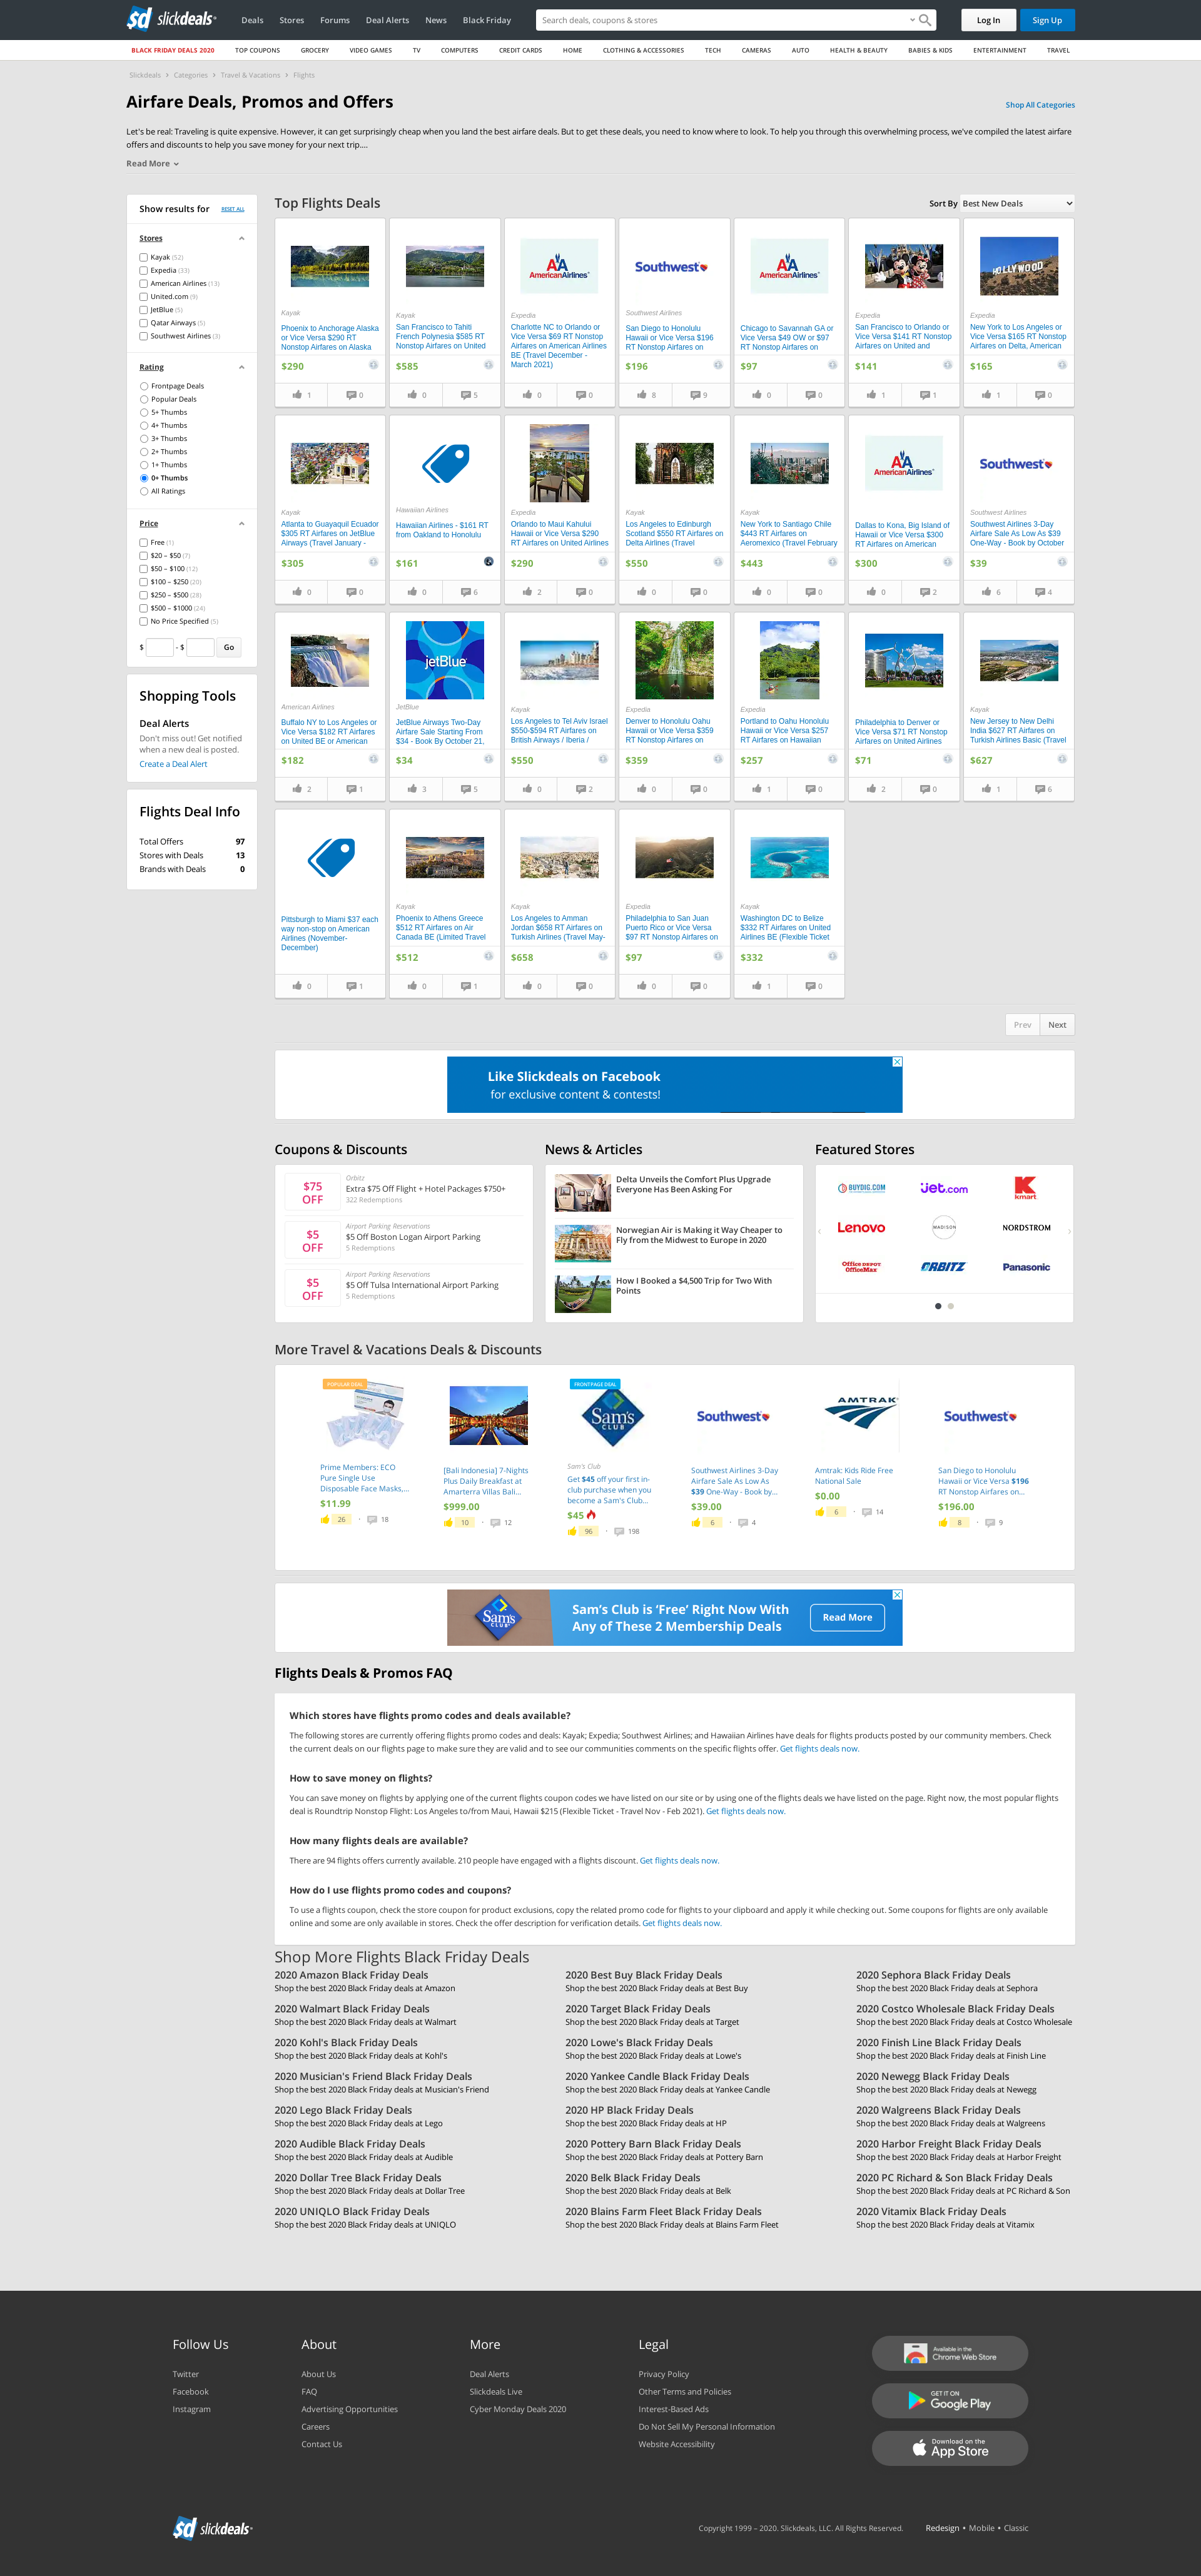 sd slickdeals
Deals Stores Forums Deal Alerts News Black Friday
Search deals, coupons & stores
Log In Sign Up
BLACK FRIDAY DEALS 2020 TOP COUPONS GROCERY VIDEO GAMES TV COMPUTERS CREDIT CARDS HOME CLOTHING & ACCESSORIES TECH CAMERAS AUTO HEALTH & BEAUTY BABIES & KIDS ENTERTAINMENT TRAVEL
Slickdeals > Categories > Travel & Vacations > Flights
Airfare Deals, Promos and Offers
Shop All Categories
Let's be real: Traveling is quite expensive. However, it can get surprisingly cheap when you land the best airfare deals. But to get these deals, you need to know where to look. To help you through this overwhelming process, we've compiled the latest airfare
offers and discounts to help you save money for your next trip....
Read More
Show results for RESET ALL
Stores
Kayak (52)
Expedia (33)
American Airlines (13)
United.com (9)
JetBlue (5)
Qatar Airways (5)
Southwest Airlines (3)
Rating
Frontpage Deals
Popular Deals
5+ Thumbs
4+ Thumbs
3+ Thumbs
2+ Thumbs
1+ Thumbs
0+ Thumbs
All Ratings
Price
Free (1)
$20 – $50 (7)
$50 – $100 (12)
$100 – $250 (20)
$250 – $500 (28)
$500 – $1000 (24)
No Price Specified (5)
$ - $ Go
Shopping Tools
Deal Alerts
Don't miss out! Get notified
when a new deal is posted.
Create a Deal Alert
Flights Deal Info
Total Offers 97
Stores with Deals 13
Brands with Deals 0
Top Flights Deals
Sort By Best New Deals
Kayak
Phoenix to Anchorage Alaska
or Vice Versa $290 RT
Nonstop Airfares on Alaska
$290
1 0
Kayak
San Francisco to Tahiti
French Polynesia $585 RT
Nonstop Airfares on United
$585
0 5
AmericanAirlines
Expedia
Charlotte NC to Orlando or
Vice Versa $69 RT Nonstop
Airfares on American Airlines
BE (Travel December -
March 2021)
0 0
Southwest
Southwest Airlines
San Diego to Honolulu
Hawaii or Vice Versa $196
RT Nonstop Airfares on
$196
8 9
AmericanAirlines
Kayak
Chicago to Savannah GA or
Vice Versa $49 OW or $97
RT Nonstop Airfares on
$97
0 0
Expedia
San Francisco to Orlando or
Vice Versa $141 RT Nonstop
Airfares on United and
$141
1 1
HOLLYWOOD
Expedia
New York to Los Angeles or
Vice Versa $165 RT Nonstop
Airfares on Delta, American
$165
1 0
Kayak
Atlanta to Guayaquil Ecuador
$305 RT Airfares on JetBlue
Airways (Travel January -
$305
0 0
Hawaiian Airlines
Hawaiian Airlines - $161 RT
from Oakland to Honolulu
$161
0 6
Expedia
Orlando to Maui Kahului
Hawaii or Vice Versa $290
RT Airfares on United Airlines
$290
2 0
Kayak
Los Angeles to Edinburgh
Scotland $550 RT Airfares on
Delta Airlines (Travel
$550
0 0
Kayak
New York to Santiago Chile
$443 RT Airfares on
Aeromexico (Travel February
$443
0 0
AmericanAirlines
Dallas to Kona, Big Island of
Hawaii or Vice Versa $300
RT Airfares on American
$300
0 2
Southwest
Southwest Airlines
Southwest Airlines 3-Day
Airfare Sale As Low As $39
One-Way - Book by October
$39
6 4
American Airlines
Buffalo NY to Los Angeles or
Vice Versa $182 RT Airfares
on United BE or American
$182
2 1
jetBlue
JetBlue
JetBlue Airways Two-Day
Airfare Sale Starting From
$34 - Book By October 21,
$34
3 5
Kayak
Los Angeles to Tel Aviv Israel
$550-$594 RT Airfares on
British Airways / Iberia /
$550
0 2
Expedia
Denver to Honolulu Oahu
Hawaii or Vice Versa $359
RT Nonstop Airfares on
$359
0 0
Expedia
Portland to Oahu Honolulu
Hawaii or Vice Versa $257
RT Airfares on Hawaiian
$257
1 0
Philadelphia to Denver or
Vice Versa $71 RT Nonstop
Airfares on United Airlines
$71
2 0
Kayak
New Jersey to New Delhi
India $627 RT Airfares on
Turkish Airlines Basic (Travel
$627
1 6
Pittsburgh to Miami $37 each
way non-stop on American
Airlines (November-
December)
0 1
Kayak
Phoenix to Athens Greece
$512 RT Airfares on Air
Canada BE (Limited Travel
$512
0 1
Kayak
Los Angeles to Amman
Jordan $658 RT Airfares on
Turkish Airlines (Travel May-
$658
0 0
Expedia
Philadelphia to San Juan
Puerto Rico or Vice Versa
$97 RT Nonstop Airfares on
$97
0 0
Kayak
Washington DC to Belize
$332 RT Airfares on United
Airlines BE (Flexible Ticket
$332
1 0
Prev Next
Like Slickdeals on Facebook
for exclusive content & contests!
Coupons & Discounts
$75 OFF
Orbitz
Extra $75 Off Flight + Hotel Packages $750+
322 Redemptions
$5 OFF
Airport Parking Reservations
$5 Off Boston Logan Airport Parking
5 Redemptions
$5 OFF
Airport Parking Reservations
$5 Off Tulsa International Airport Parking
5 Redemptions
News & Articles
Delta Unveils the Comfort Plus Upgrade
Everyone Has Been Asking For
Norwegian Air is Making it Way Cheaper to
Fly from the Midwest to Europe in 2020
How I Booked a $4,500 Trip for Two With
Points
Featured Stores
BUYDIG.COM jet.com kmart
Lenovo MADISON NORDSTROM
Office DEPOT OfficeMax ORBITZ Panasonic
More Travel & Vacations Deals & Discounts
POPULAR DEAL
Prime Members: ECO
Pure Single Use
Disposable Face Masks,...
$11.99
26 · 18
[Bali Indonesia] 7-Nights
Plus Daily Breakfast at
Amarterra Villas Bali...
$999.00
10 · 12
FRONTPAGE DEAL
Sam's CLUB
Sam's Club
Get $45 off your first in-
club purchase when you
become a Sam's Club...
$45
96 · 198
Southwest
Southwest Airlines 3-Day
Airfare Sale As Low As
$39 One-Way - Book by...
$39.00
6 · 4
AMTRAK
Amtrak: Kids Ride Free
National Sale
$0.00
6 · 14
Southwest
San Diego to Honolulu
Hawaii or Vice Versa $196
RT Nonstop Airfares on...
$196.00
8 · 9
Sam's CLUB
Sam's Club is 'Free' Right Now With
Any of These 2 Membership Deals
Read More
Flights Deals & Promos FAQ
Which stores have flights promo codes and deals available?
The following stores are currently offering flights promo codes and deals: Kayak; Expedia; Southwest Airlines; and Hawaiian Airlines have deals for flights products posted by our community members. Check
the current deals on our flights page to make sure they are valid and to see our communities comments on the specific flights offer. Get flights deals now.
How to save money on flights?
You can save money on flights by applying one of the current flights coupon codes we have listed on our site or by using one of the flights deals we have listed on the page. Right now, the most popular flights
deal is Roundtrip Nonstop Flight: Los Angeles to/from Maui, Hawaii $215 (Flexible Ticket - Travel Nov - Feb 2021). Get flights deals now.
How many flights deals are available?
There are 94 flights offers currently available. 210 people have engaged with a flights discount. Get flights deals now.
How do I use flights promo codes and coupons?
To use a flights coupon, check the store coupon for product exclusions, copy the related promo code for flights to your clipboard and apply it while checking out. Some coupons for flights are only available
online and some are only available in stores. Check the offer description for verification details. Get flights deals now.
Shop More Flights Black Friday Deals
2020 Amazon Black Friday Deals
Shop the best 2020 Black Friday deals at Amazon
2020 Best Buy Black Friday Deals
Shop the best 2020 Black Friday deals at Best Buy
2020 Sephora Black Friday Deals
Shop the best 2020 Black Friday deals at Sephora
2020 Walmart Black Friday Deals
Shop the best 2020 Black Friday deals at Walmart
2020 Target Black Friday Deals
Shop the best 2020 Black Friday deals at Target
2020 Costco Wholesale Black Friday Deals
Shop the best 2020 Black Friday deals at Costco Wholesale
2020 Kohl's Black Friday Deals
Shop the best 2020 Black Friday deals at Kohl's
2020 Lowe's Black Friday Deals
Shop the best 2020 Black Friday deals at Lowe's
2020 Finish Line Black Friday Deals
Shop the best 2020 Black Friday deals at Finish Line
2020 Musician's Friend Black Friday Deals
Shop the best 2020 Black Friday deals at Musician's Friend
2020 Yankee Candle Black Friday Deals
Shop the best 2020 Black Friday deals at Yankee Candle
2020 Newegg Black Friday Deals
Shop the best 2020 Black Friday deals at Newegg
2020 Lego Black Friday Deals
Shop the best 2020 Black Friday deals at Lego
2020 HP Black Friday Deals
Shop the best 2020 Black Friday deals at HP
2020 Walgreens Black Friday Deals
Shop the best 2020 Black Friday deals at Walgreens
2020 Audible Black Friday Deals
Shop the best 2020 Black Friday deals at Audible
2020 Pottery Barn Black Friday Deals
Shop the best 2020 Black Friday deals at Pottery Barn
2020 Harbor Freight Black Friday Deals
Shop the best 2020 Black Friday deals at Harbor Freight
2020 Dollar Tree Black Friday Deals
Shop the best 2020 Black Friday deals at Dollar Tree
2020 Belk Black Friday Deals
Shop the best 2020 Black Friday deals at Belk
2020 PC Richard & Son Black Friday Deals
Shop the best 2020 Black Friday deals at PC Richard & Son
2020 UNIQLO Black Friday Deals
Shop the best 2020 Black Friday deals at UNIQLO
2020 Blains Farm Fleet Black Friday Deals
Shop the best 2020 Black Friday deals at Blains Farm Fleet
2020 Vitamix Black Friday Deals
Shop the best 2020 Black Friday deals at Vitamix
Follow Us
Twitter
Facebook
Instagram
About
About Us
FAQ
Advertising Opportunities
Careers
Contact Us
More
Deal Alerts
Slickdeals Live
Cyber Monday Deals 2020
Legal
Privacy Policy
Other Terms and Policies
Interest-Based Ads
Do Not Sell My Personal Information
Website Accessibility
Available in the
Chrome Web Store
GET IT ON
Google Play
Download on the
App Store
sd slickdeals
Copyright 1999 – 2020. Slickdeals, LLC. All Rights Reserved.
Redesign • Mobile • Classic